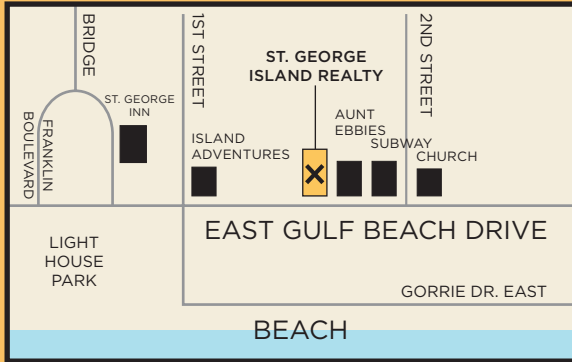 BRIDGE
1ST STREET
2ND STREET
ST. GEORGE
ISLAND REALTY
ST. GEORGE
INN
FRANKLIN
BOULEVARD
ISLAND
ADVENTURES
AUNT
EBBIES
SUBWAY
CHURCH
EAST GULF BEACH DRIVE
LIGHT
HOUSE
PARK
GORRIE DR. EAST
BEACH